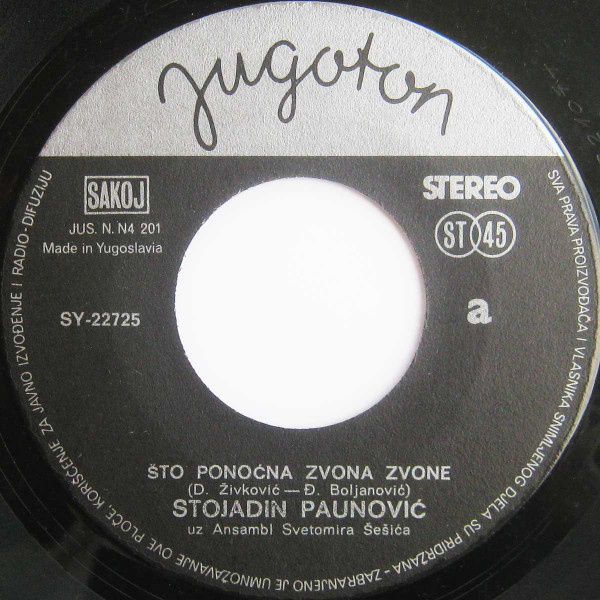 jugoton
SAKOJ
JUS. N. N4 201
Made in Yugoslavia
STEREO
ST 45
SY-22725
a
ŠTO PONOĆNA ZVONA ZVONE
(D. Živković — Đ. Boljanović)
STOJADIN PAUNOVIĆ
uz Ansambl Svetomira Šešića
SVA PRAVA PROIZVOĐAČA I VLASNIKA SNIMLJENOG DJELA SU PRIDRŽANA - ZABRANJENO JE UMNOŽAVANJE OVE PLOČE, KORIŠĆENJE ZA JAVNO IZVOĐENJE I RADIO-DIFUZIJU